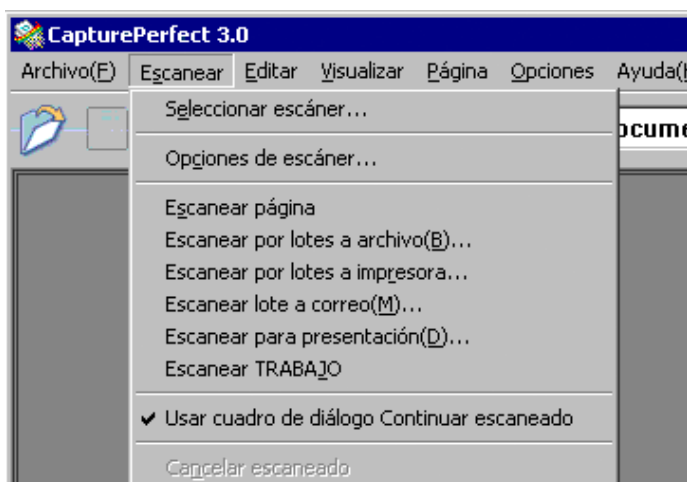 CapturePerfect 3.0
Archivo(F) Escanear Editar Visualizar Página Opciones Ayuda(
Seleccionar escáner...
Opciones de escáner...
Escanear página
Escanear por lotes a archivo(B)...
Escanear por lotes a impresora...
Escanear lote a correo(M)...
Escanear para presentación(D)...
Escanear TRABAJO
Usar cuadro de diálogo Continuar escaneado
Cancelar escaneado